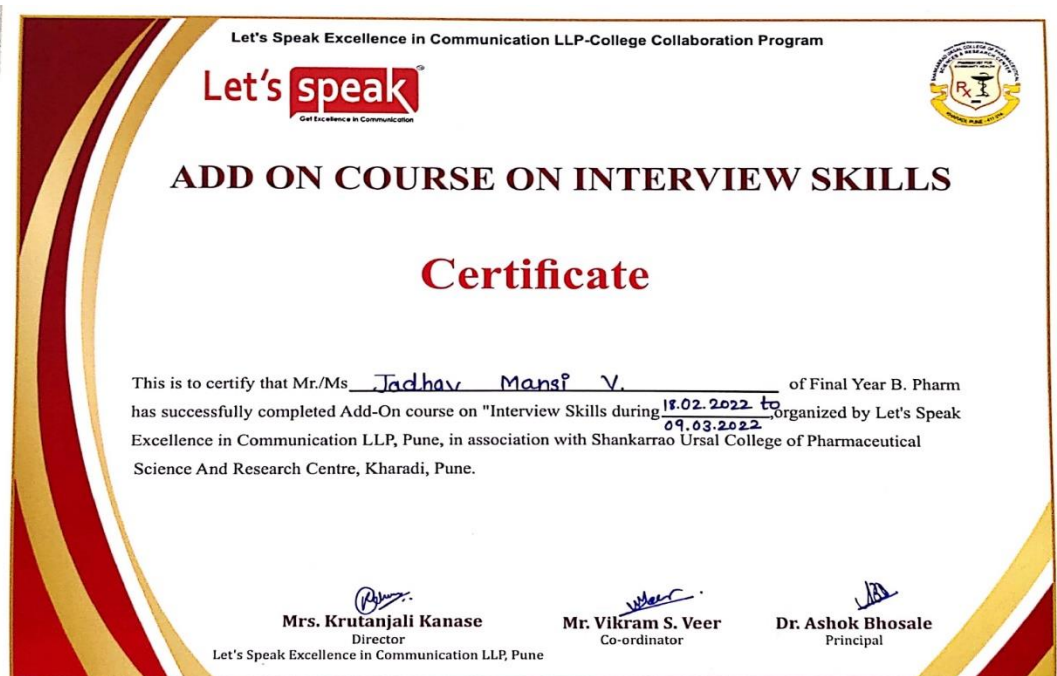 Let's Speak Excellence in Communication LLP-College Collaboration Program
Let's speak
Get Excellence in Communication
ADD ON COURSE ON INTERVIEW SKILLS
Certificate
This is to certify that Mr./Ms Jadhav Mansi V. of Final Year B. Pharm
has successfully completed Add-On course on "Interview Skills during 18.02.2022 to 09.03.2022, organized by Let's Speak
Excellence in Communication LLP, Pune, in association with Shankarrao Ursal College of Pharmaceutical
Science And Research Centre, Kharadi, Pune.
Mrs. Krutanjali Kanase
Director
Let's Speak Excellence in Communication LLP, Pune
Mr. Vikram S. Veer
Co-ordinator
Dr. Ashok Bhosale
Principal